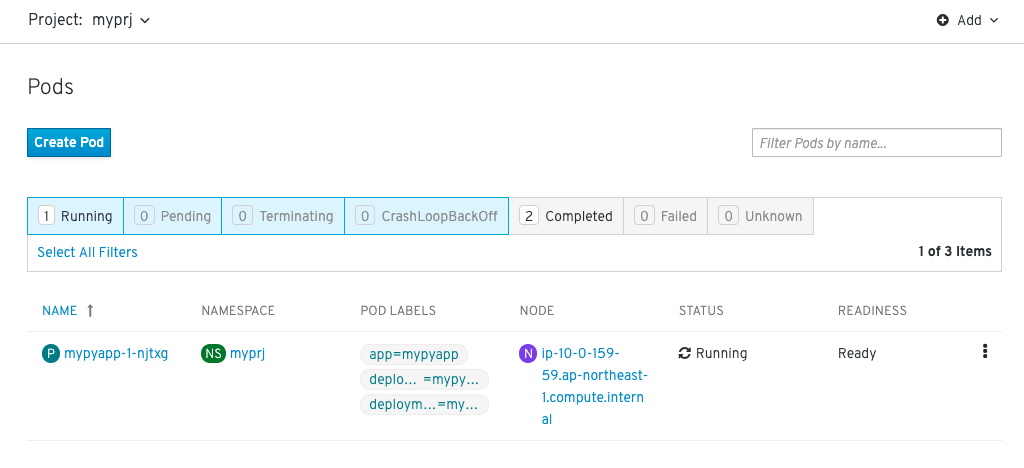 Project: myprj
Add
Pods
Create Pod
Filter Pods by name...
1 Running 0 Pending 0 Terminating 0 CrashLoopBackOff 2 Completed 0 Failed 0 Unknown
Select All Filters 1 of 3 Items
NAME NAMESPACE POD LABELS NODE STATUS READINESS
P mypyapp-1-njtxg NS myprj app=mypyapp N ip-10-0-159- Running Ready
deplo... =mypy... 59.ap-northeast-
deploym...=my... 1.compute.intern
al